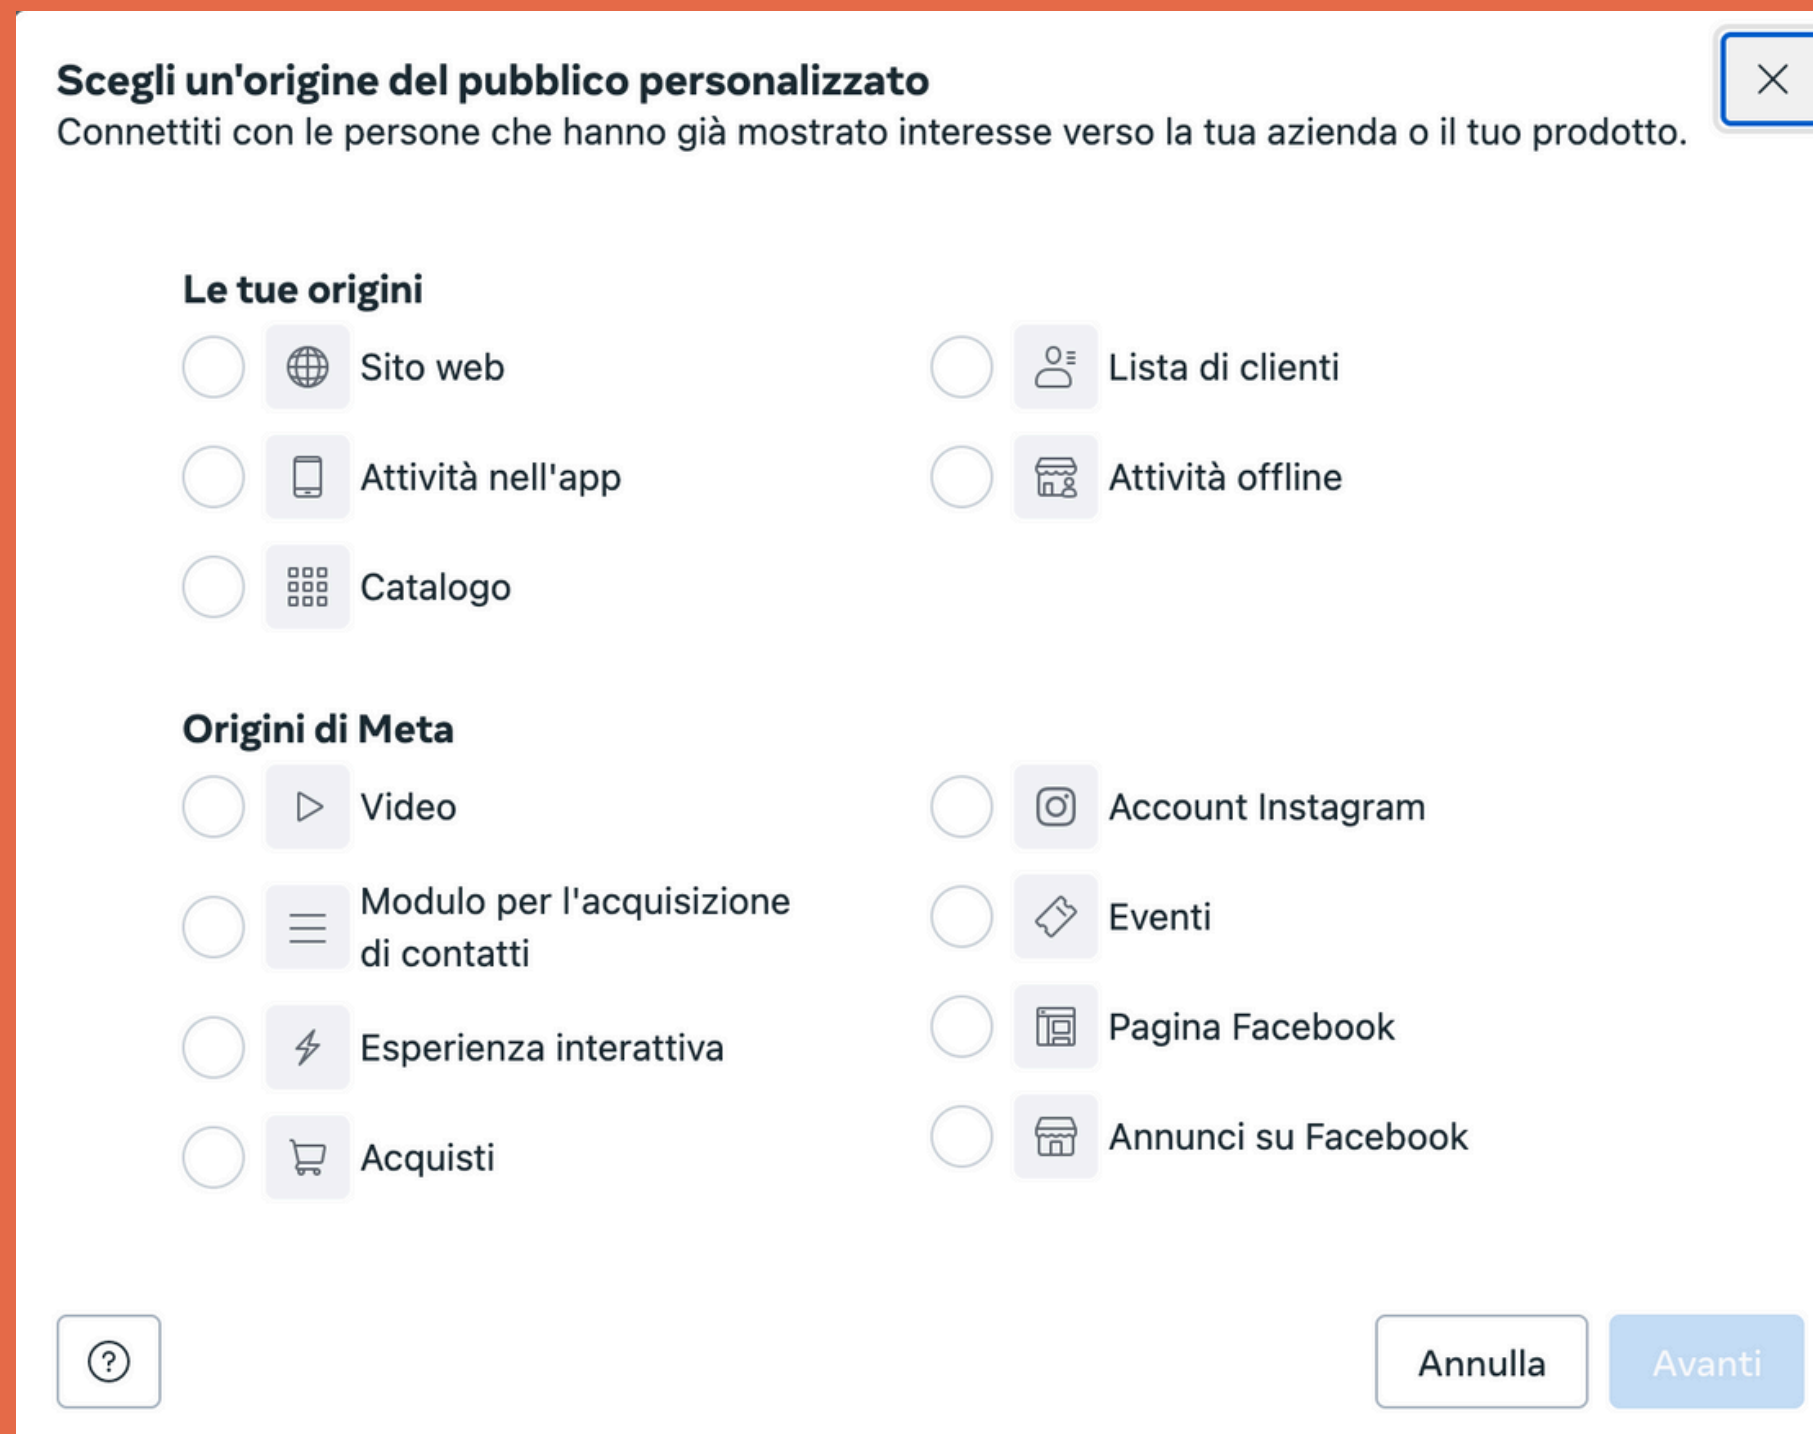 Scegli un'origine del pubblico personalizzato
Connettiti con le persone che hanno già mostrato interesse verso la tua azienda o il tuo prodotto.
Le tue origini
Sito web
Lista di clienti
Attività nell'app
Attività offline
Catalogo
Origini di Meta
Video
Account Instagram
Modulo per l'acquisizione
di contatti
Eventi
Esperienza interattiva
Pagina Facebook
Acquisti
Annunci su Facebook
?
Annulla
Avanti